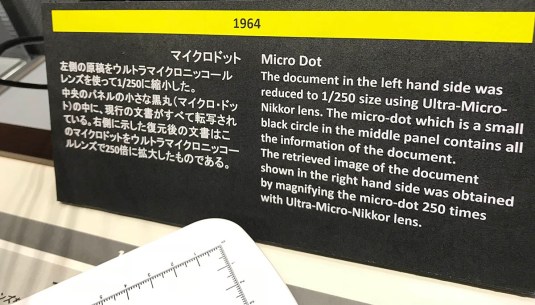 1964
マイクロドット
左側の原稿をウルトラマイクロニッコール
レンズを使って1/250に縮小した。
中央のパネルの小さな黒丸(マイクロ・ドッ
ト)の中に、現行の文書がすべて転写され
ている。右側に示した復元後の文書はこ
のマイクロドットをウルトラマイクロニッコー
ルレンズで250倍に拡大したものである。
Micro Dot
The document in the left hand side was
reduced to 1/250 size using Ultra-Micro-
Nikkor lens. The micro-dot which is a small
black circle in the middle panel contains all
the information of the document.
The retrieved image of the document
shown in the right hand side was obtained
by magnifying the micro-dot 250 times
with Ultra-Micro-Nikkor lens.